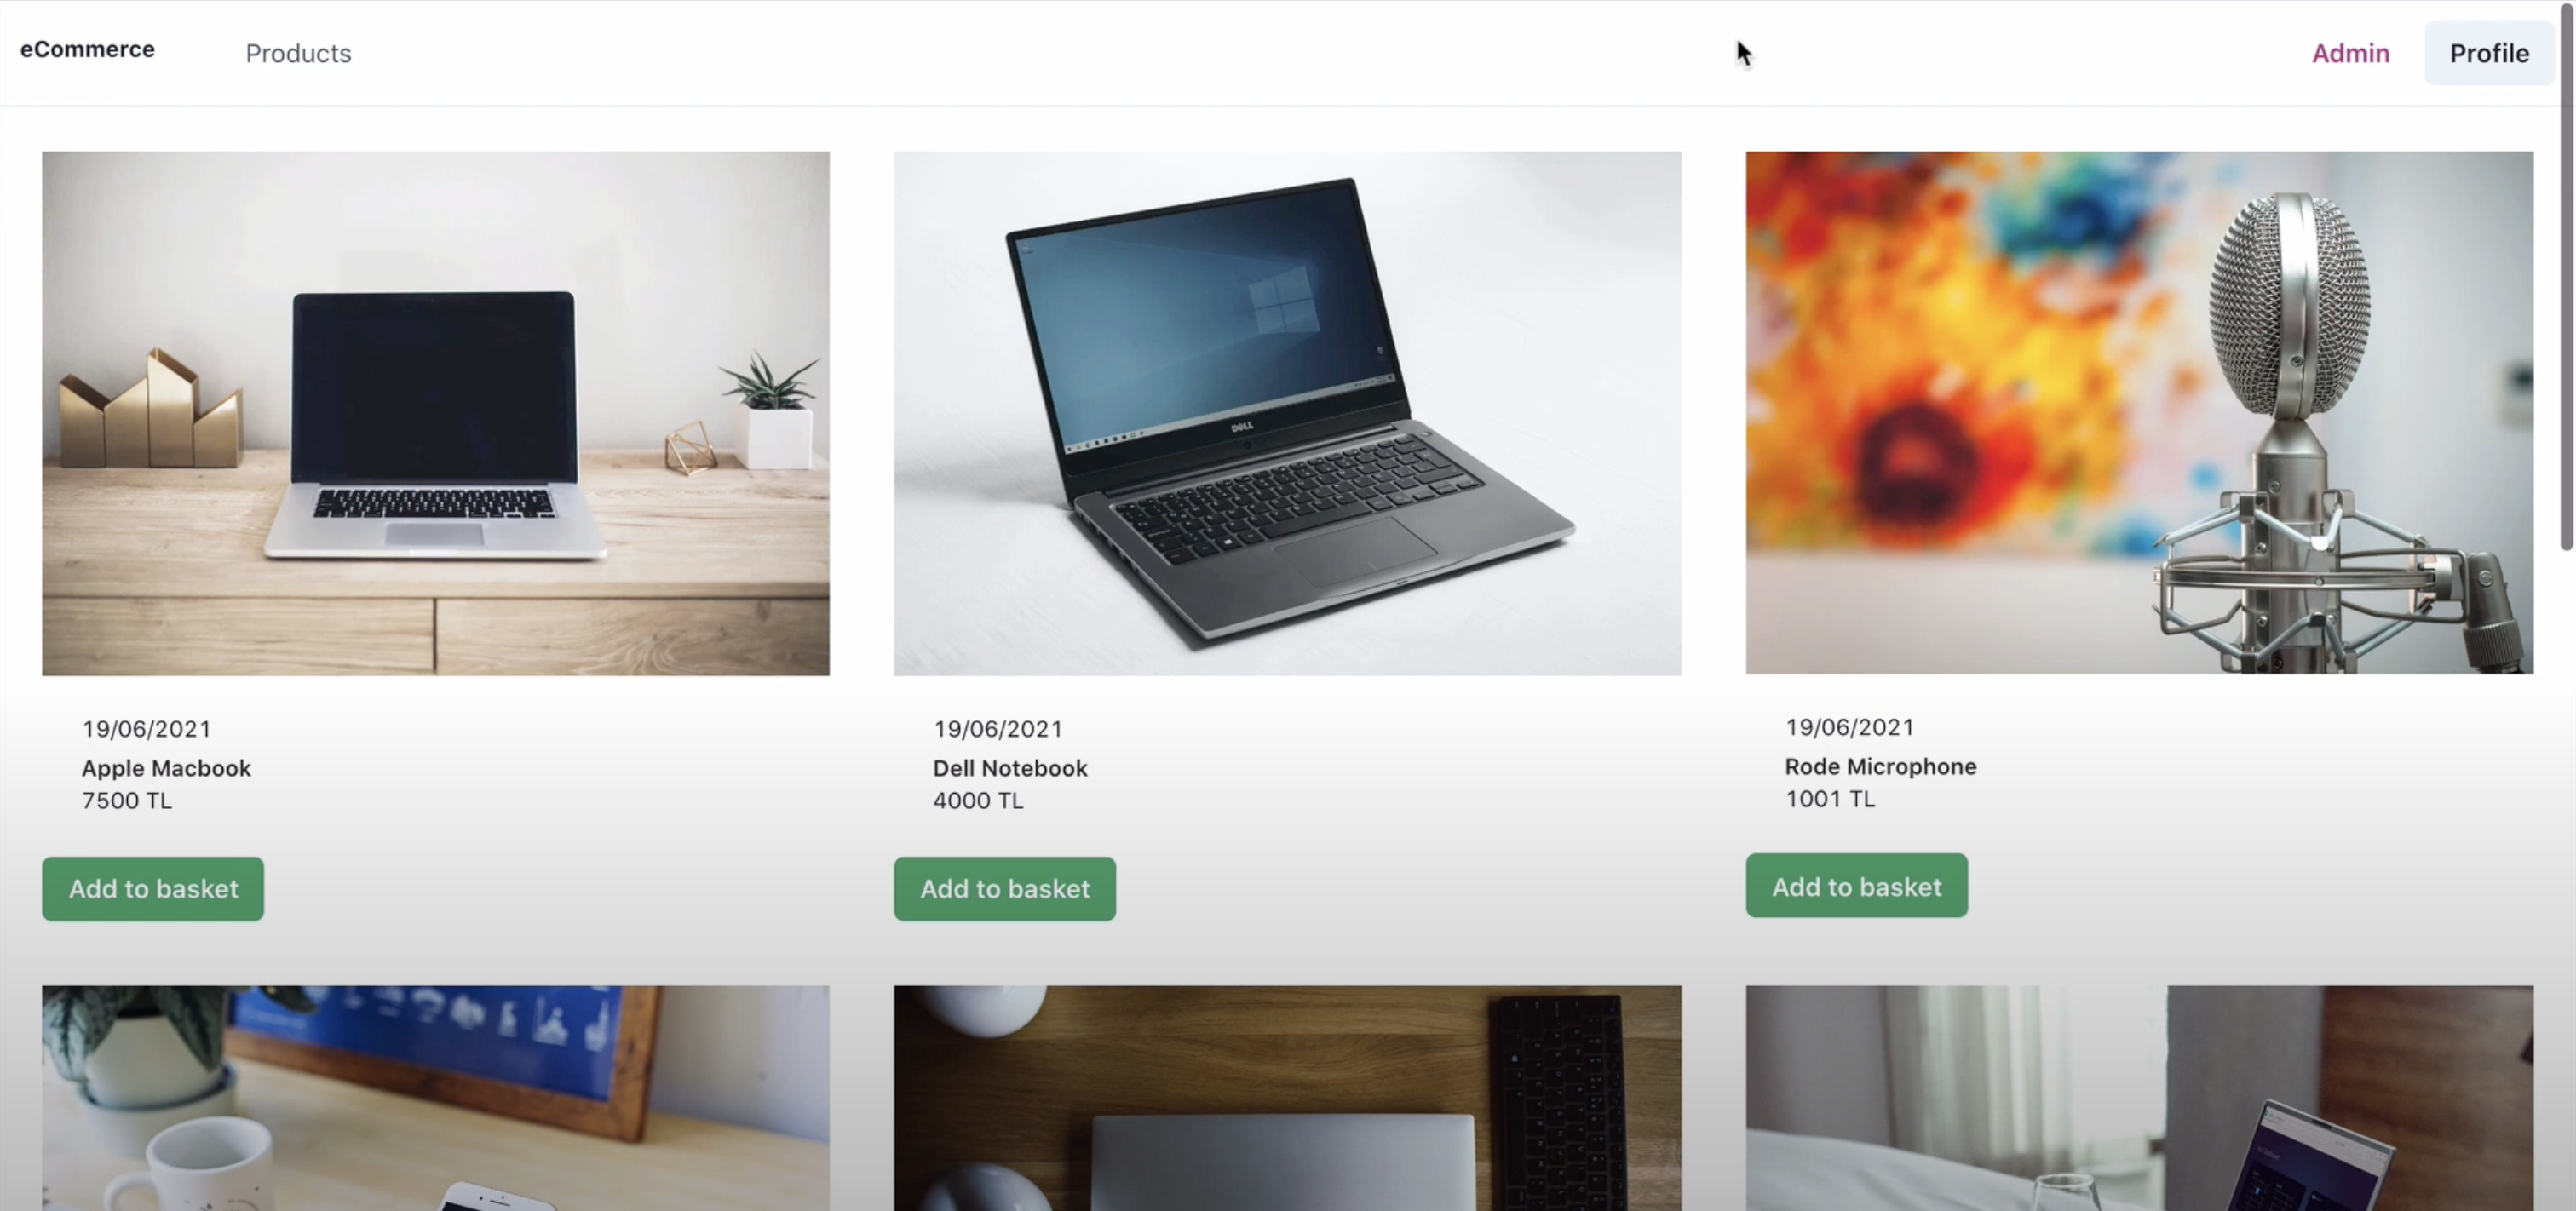 eCommerce
Products
Admin
Profile
DELL
19/06/2021
Apple Macbook
7500 TL
Add to basket
19/06/2021
Dell Notebook
4000 TL
Add to basket
19/06/2021
Rode Microphone
1001 TL
Add to basket